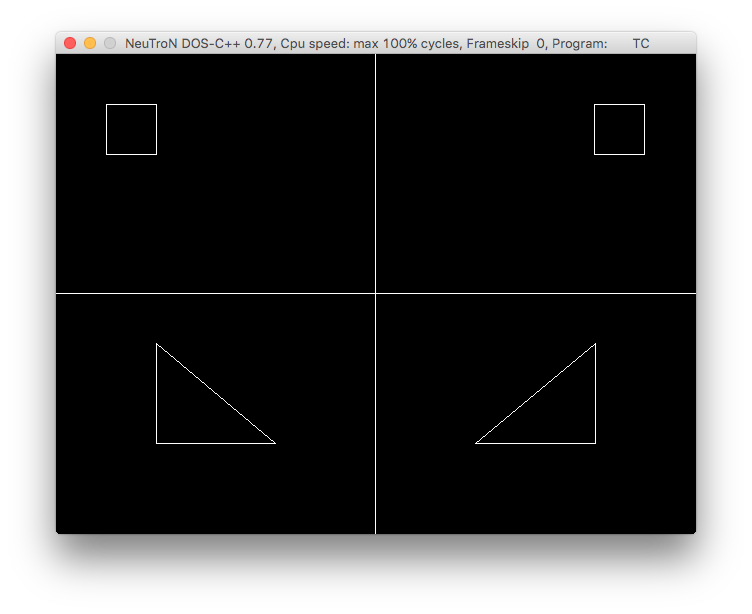 NeuTroN DOS-C++ 0.77, Cpu speed: max 100% cycles, Frameskip  0, Program:      TC